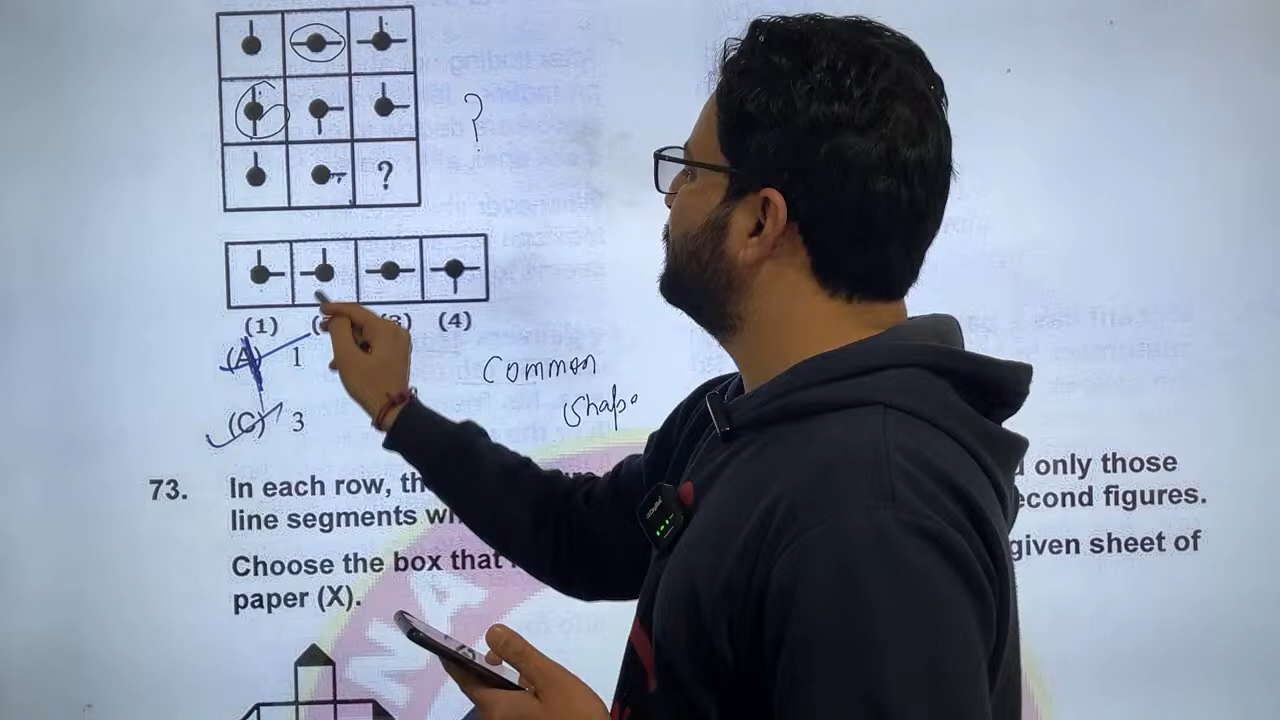 ?
?
(1) (3) (4)
(A) 1
Common
Shape
(C) 3
73. In each row, th only those
line segments w econd figures.
Choose the box that given sheet of
paper (X).